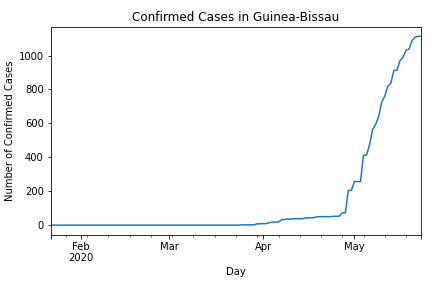 Confirmed Cases in Guinea-Bissau
Number of Confirmed Cases
1000
800
600
400
200
0
Feb
2020
Mar
Apr
May
Day